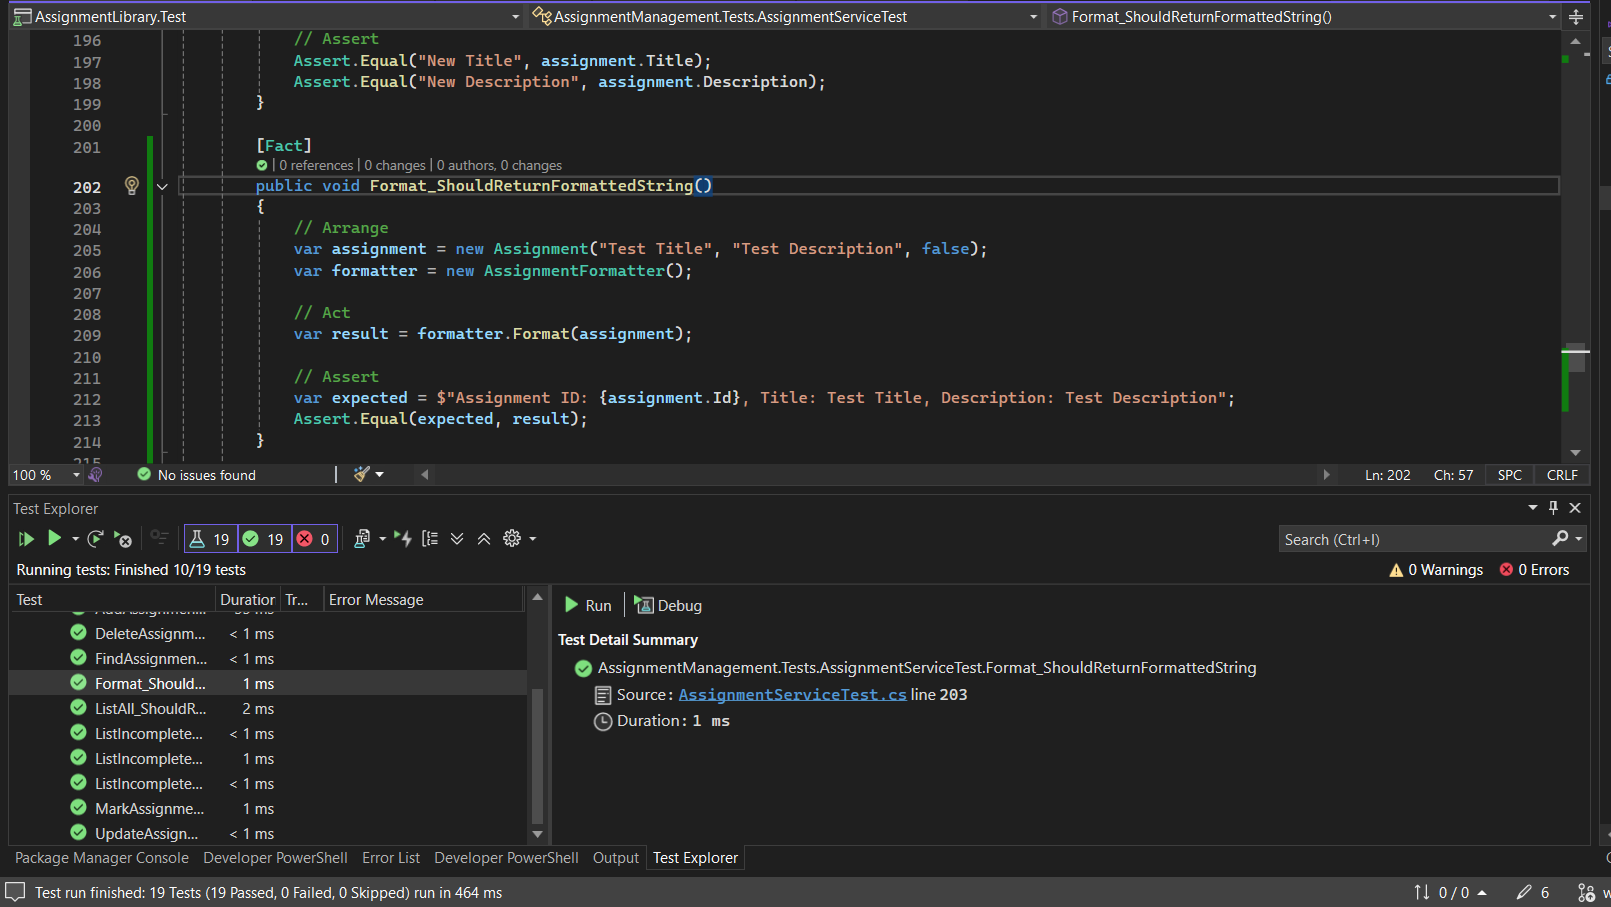 AssignmentLibrary.Test AssignmentManagement.Tests.AssignmentServiceTest Format_ShouldReturnFormattedString()
196 // Assert
197 Assert.Equal("New Title", assignment.Title);
198 Assert.Equal("New Description", assignment.Description);
199 }
200
201 [Fact]
| 0 references | 0 changes | 0 authors, 0 changes
202 public void Format_ShouldReturnFormattedString()
203 {
204 // Arrange
205 var assignment = new Assignment("Test Title", "Test Description", false);
206 var formatter = new AssignmentFormatter();
207
208 // Act
209 var result = formatter.Format(assignment);
210
211 // Assert
212 var expected = $"Assignment ID: {assignment.Id}, Title: Test Title, Description: Test Description";
213 Assert.Equal(expected, result);
214 }
215
100 % No issues found Ln: 202 Ch: 57 SPC CRLF
Test Explorer
19 19 0 Search (Ctrl+I)
Running tests: Finished 10/19 tests 0 Warnings 0 Errors
Test Duration Tr... Error Message
DeleteAssignm... < 1 ms
FindAssignmen... < 1 ms
Format_Should... 1 ms
ListAll_ShouldR... 2 ms
ListIncomplete... < 1 ms
ListIncomplete... 1 ms
ListIncomplete... < 1 ms
MarkAssignme... 1 ms
UpdateAssign... < 1 ms
Run Debug
Test Detail Summary
AssignmentManagement.Tests.AssignmentServiceTest.Format_ShouldReturnFormattedString
Source: AssignmentServiceTest.cs line 203
Duration: 1 ms
Package Manager Console Developer PowerShell Error List Developer PowerShell Output Test Explorer
Test run finished: 19 Tests (19 Passed, 0 Failed, 0 Skipped) run in 464 ms 0 / 0 6